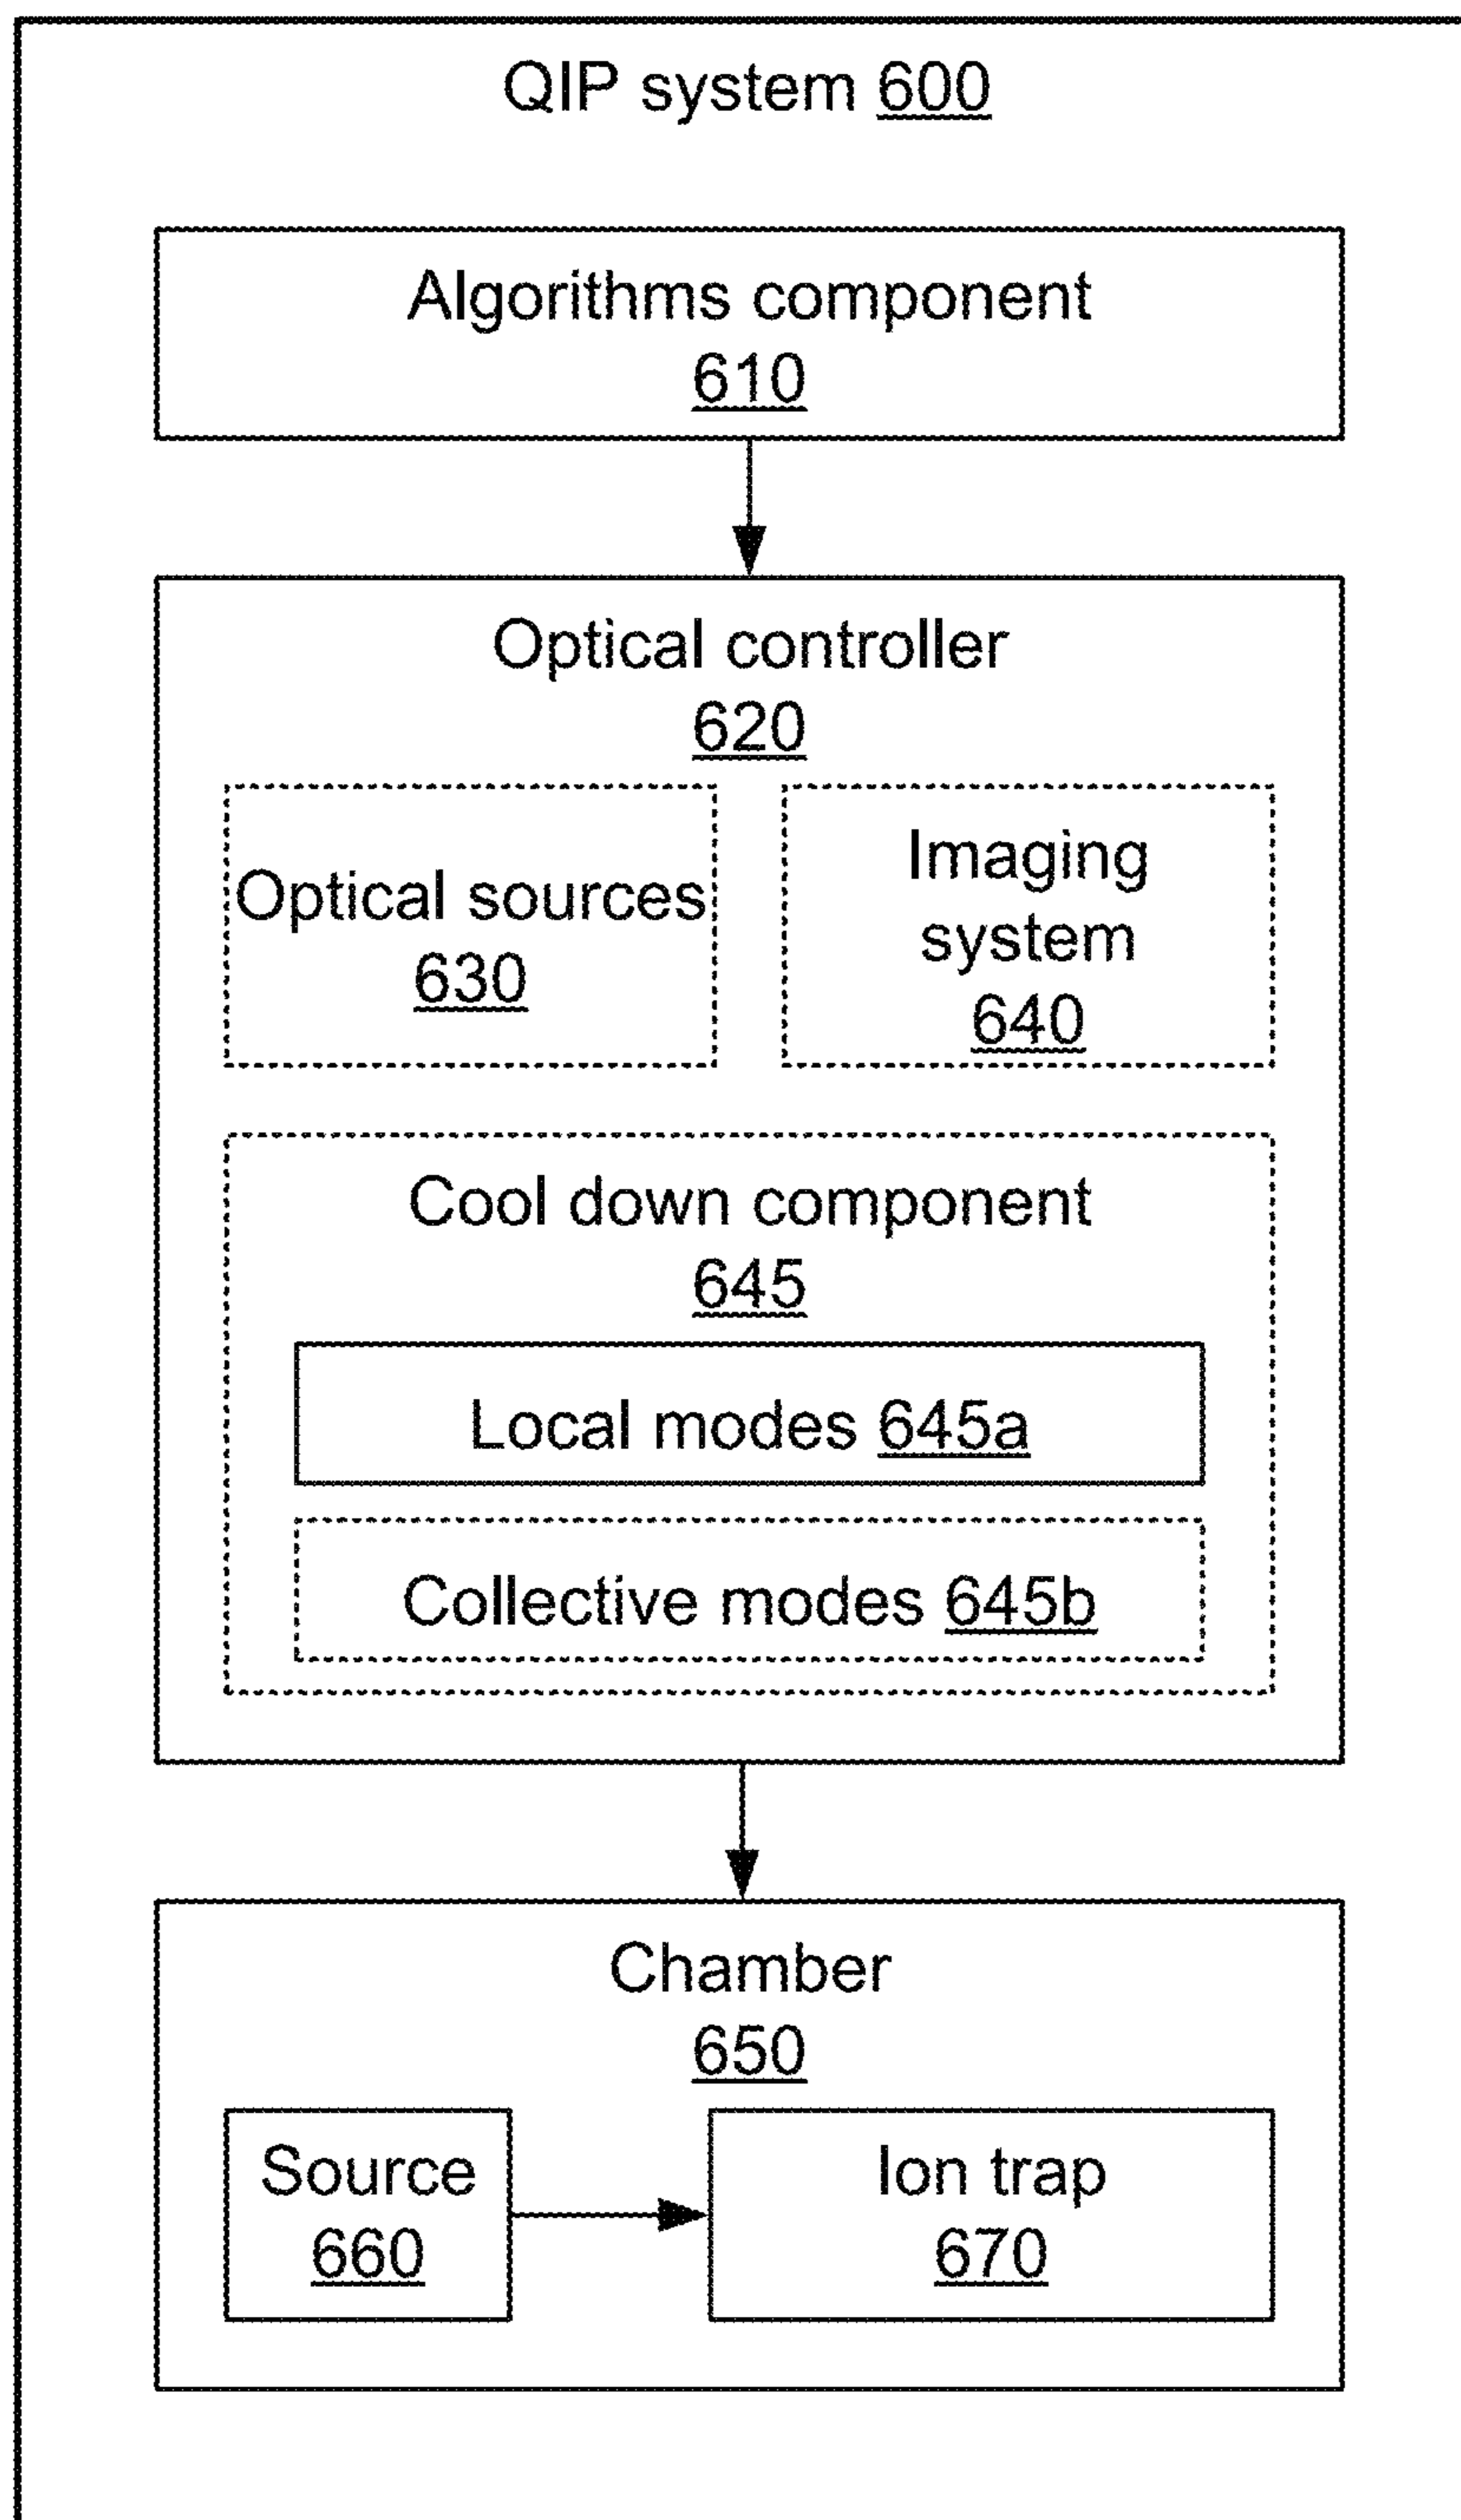 QIP system 600
Algorithms component
610
Optical controller
620
Optical sources
630
Imaging
system
640
Cool down component
645
Local modes 645a
Collective modes 645b
Chamber
650
Source
660
Ion trap
670